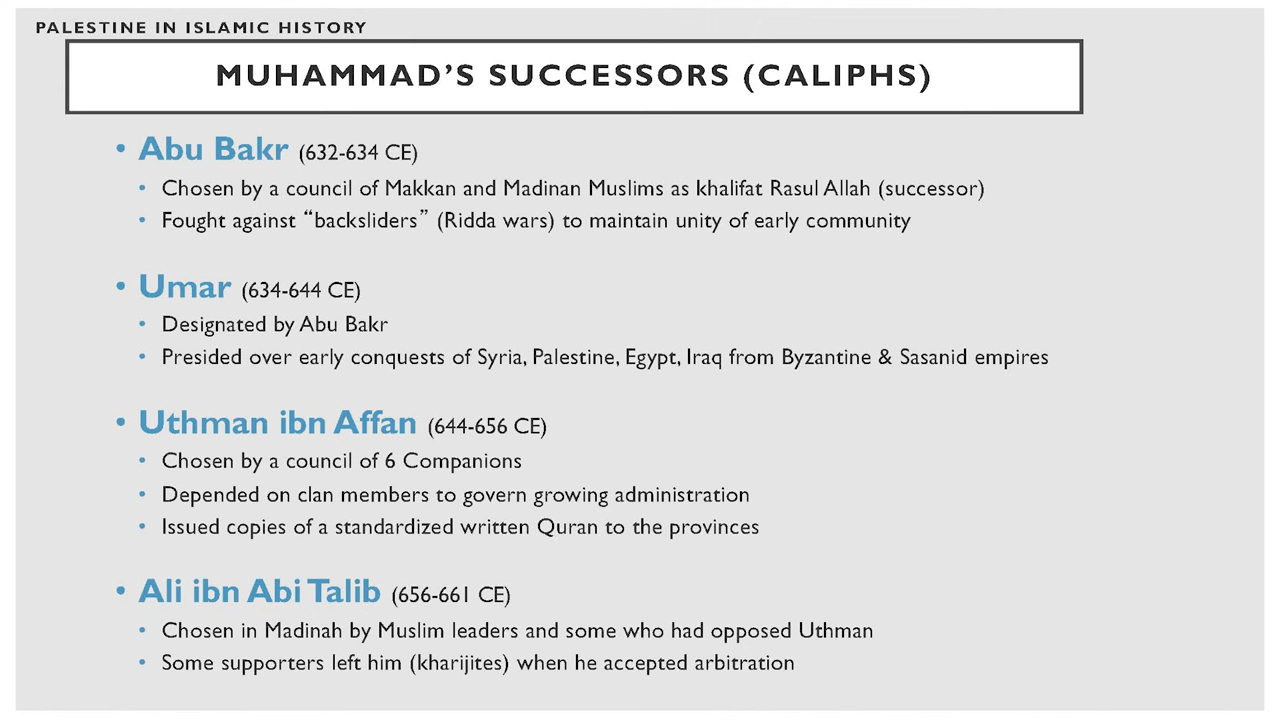 PALESTINE IN ISLAMIC HISTORY
MUHAMMAD'S SUCCESSORS (CALIPHS)
• Abu Bakr (632-634 CE)
• Chosen by a council of Makkan and Madinan Muslims as khalifat Rasul Allah (successor)
• Fought against “backsliders” (Ridda wars) to maintain unity of early community
• Umar (634-644 CE)
• Designated by Abu Bakr
• Presided over early conquests of Syria, Palestine, Egypt, Iraq from Byzantine & Sasanid empires
• Uthman ibn Affan (644-656 CE)
• Chosen by a council of 6 Companions
• Depended on clan members to govern growing administration
• Issued copies of a standardized written Quran to the provinces
• Ali ibn Abi Talib (656-661 CE)
• Chosen in Madinah by Muslim leaders and some who had opposed Uthman
• Some supporters left him (kharijites) when he accepted arbitration